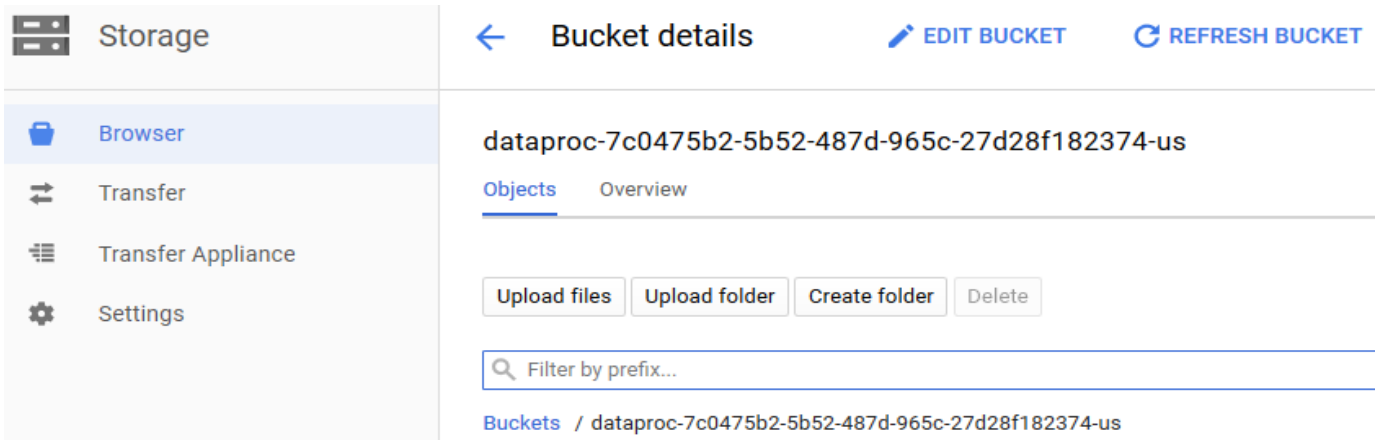 Storage
Bucket details
EDIT BUCKET
REFRESH BUCKET
Browser
Transfer
Transfer Appliance
Settings
dataproc-7c0475b2-5b52-487d-965c-27d28f182374-us
Objects Overview
Upload files Upload folder Create folder Delete
Filter by prefix...
Buckets / dataproc-7c0475b2-5b52-487d-965c-27d28f182374-us